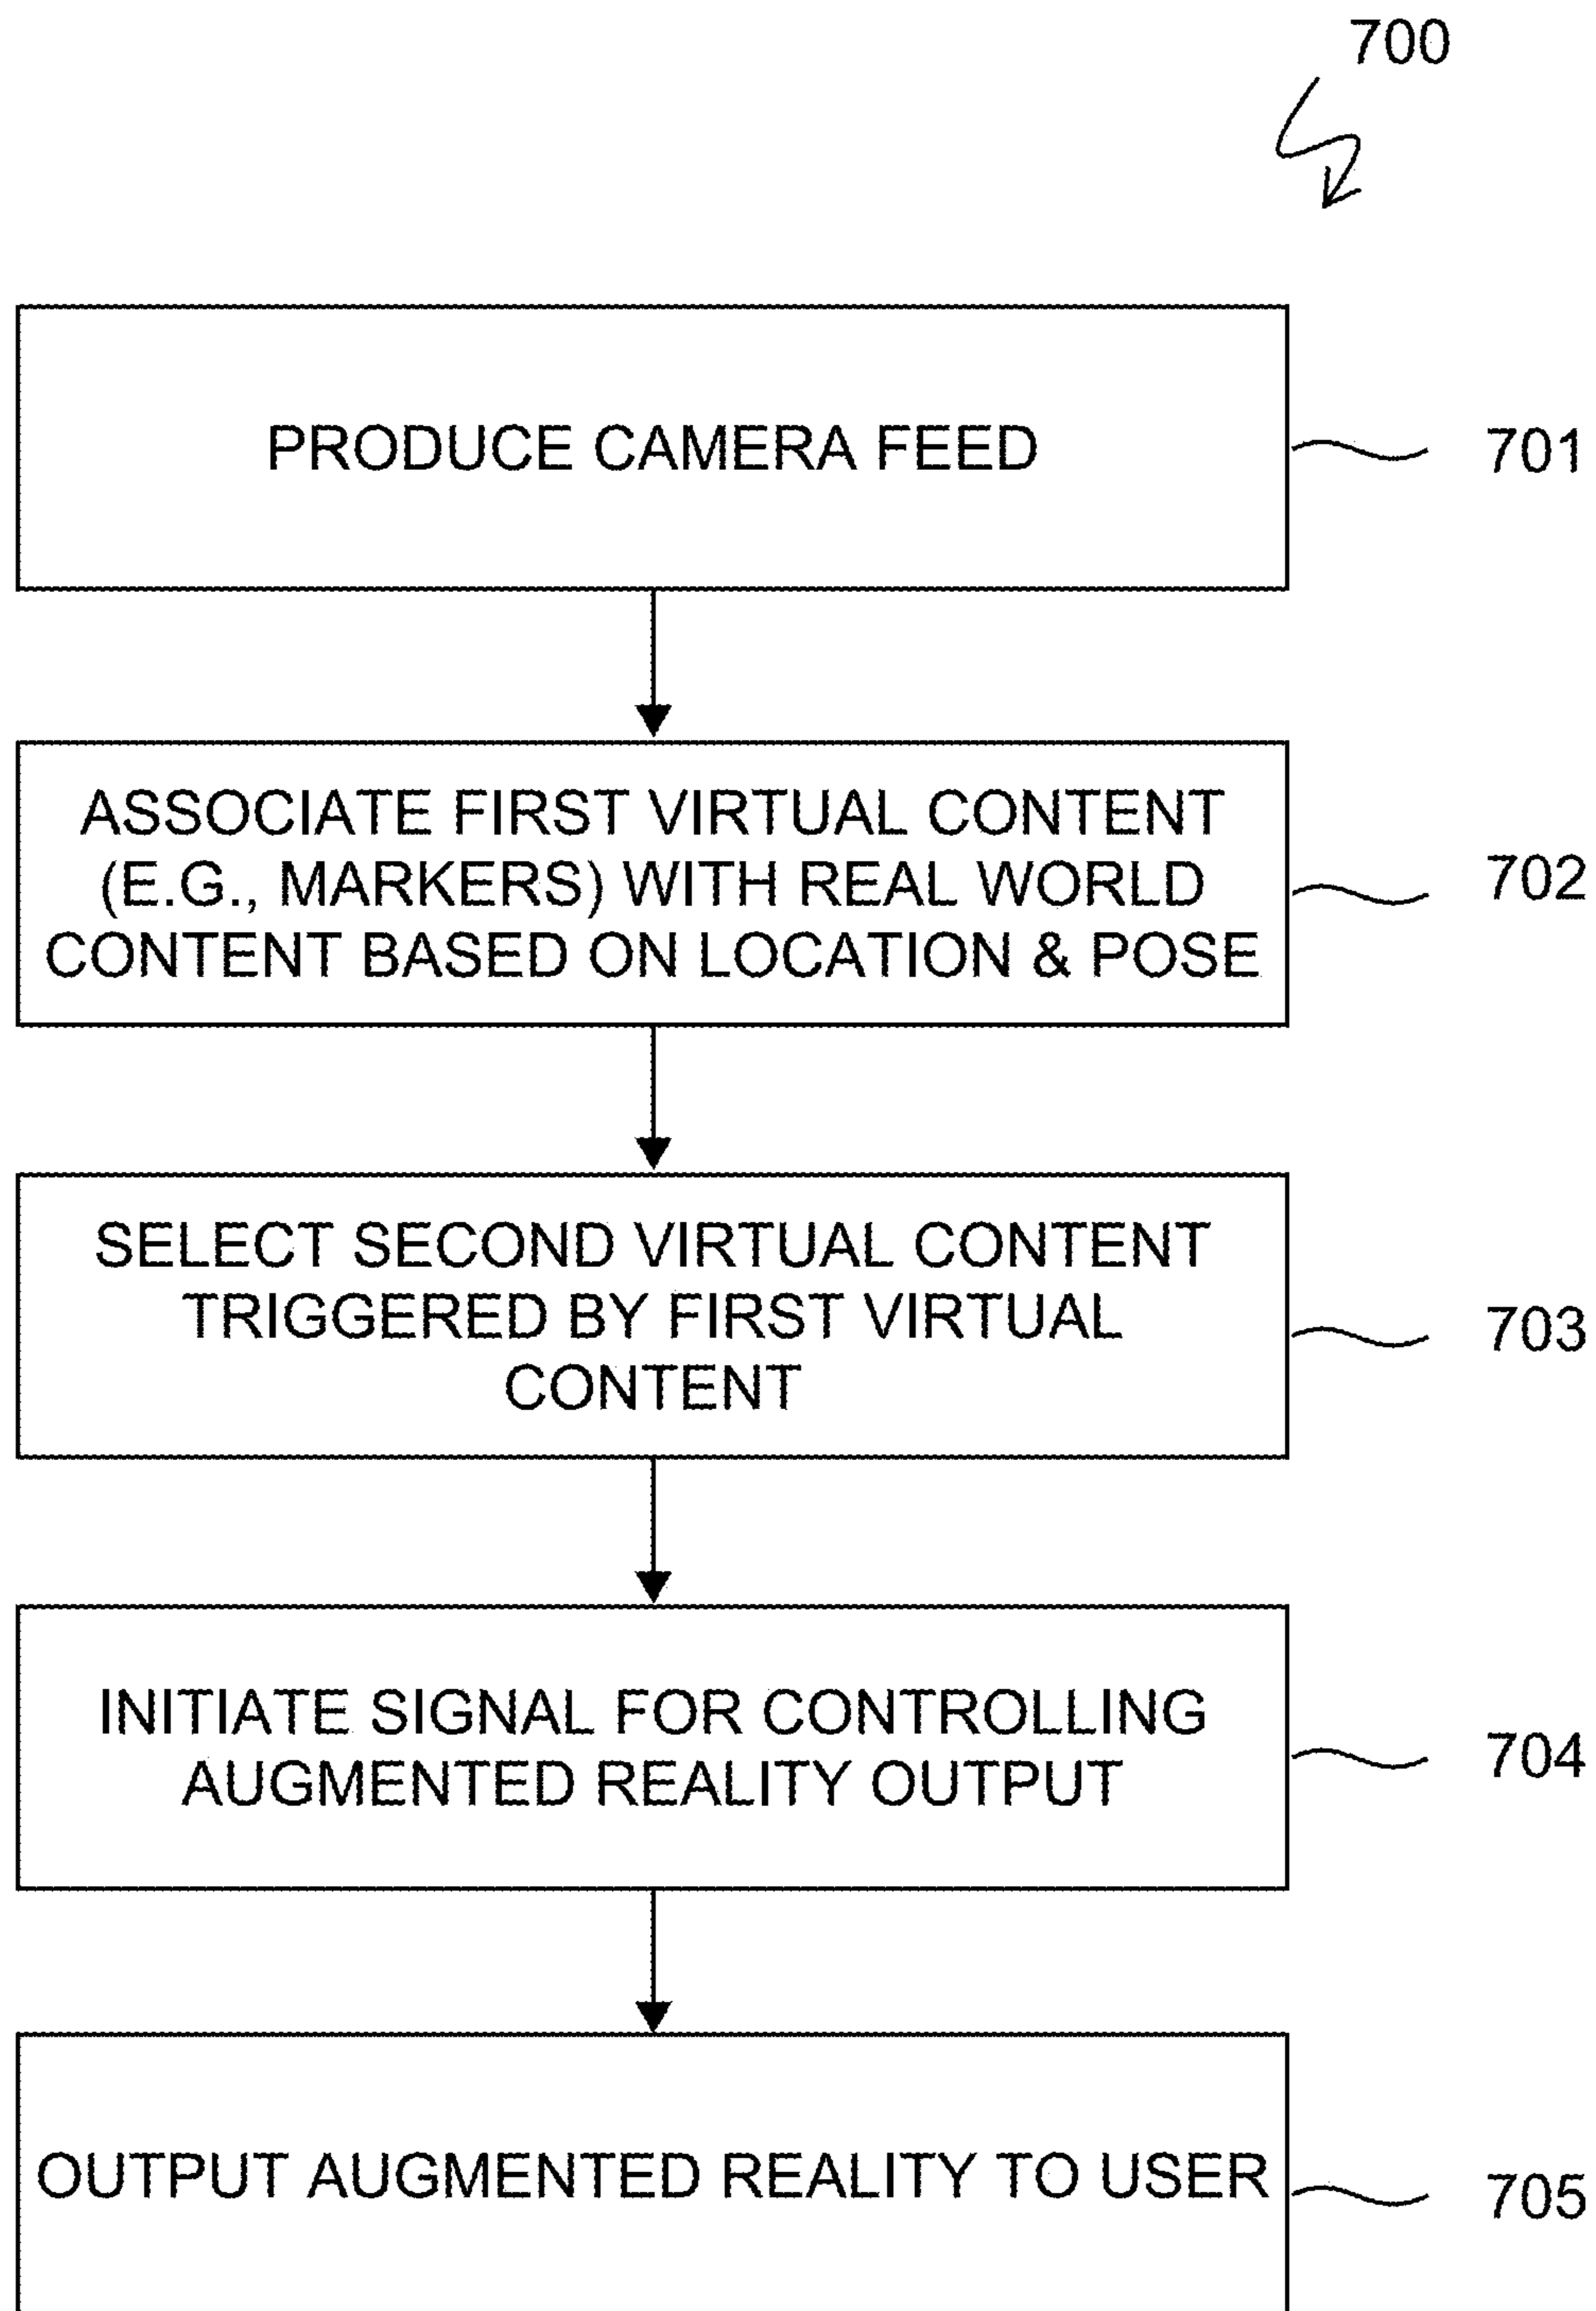 700
PRODUCE CAMERA FEED
701
ASSOCIATE FIRST VIRTUAL CONTENT
(E.G., MARKERS) WITH REAL WORLD
CONTENT BASED ON LOCATION & POSE
702
SELECT SECOND VIRTUAL CONTENT
TRIGGERED BY FIRST VIRTUAL
CONTENT
703
INITIATE SIGNAL FOR CONTROLLING
AUGMENTED REALITY OUTPUT
704
OUTPUT AUGMENTED REALITY TO USER
705